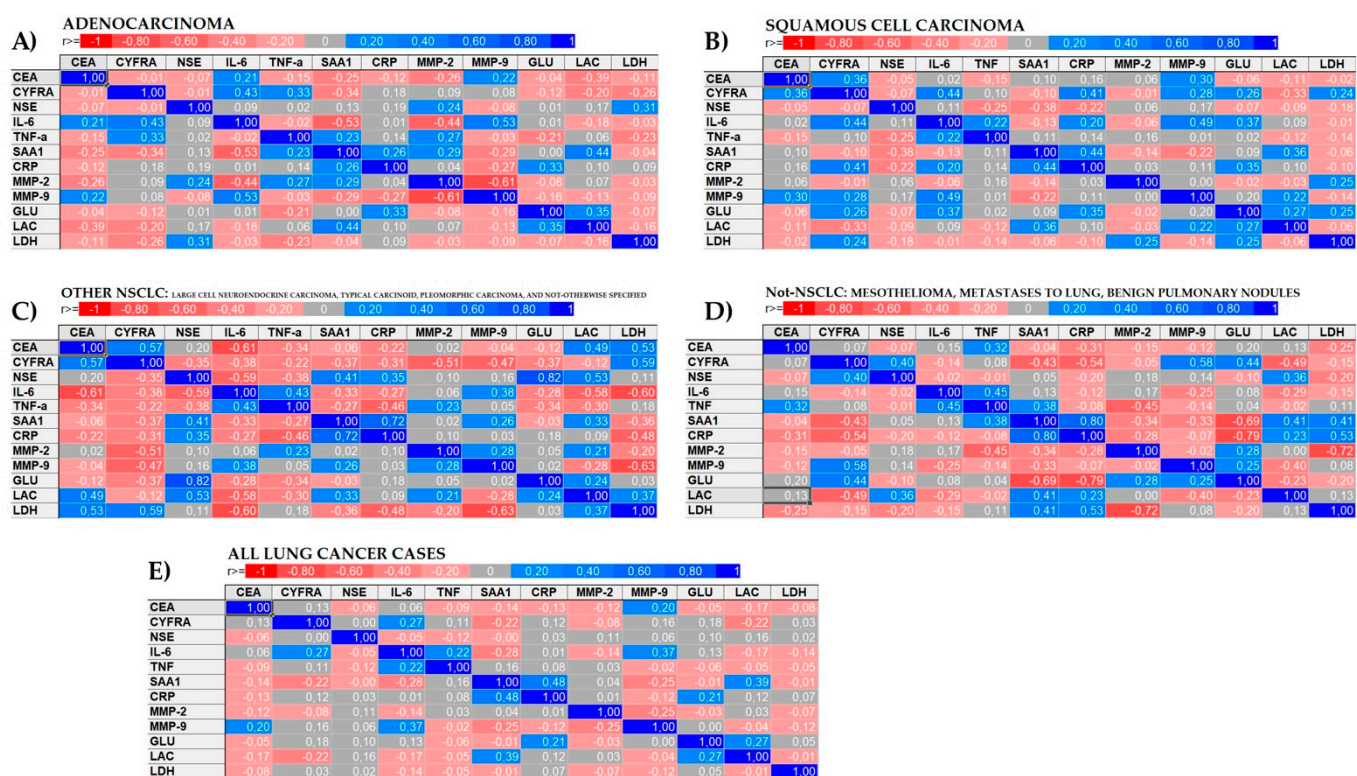 ADENOCARCINOMA
A)
r>= -1 -0,80 -0,60 -0,40 -0,20 0 0,20 0,40 0,60 0,80 1
CEA CYFRA NSE IL-6 TNF-a SAA1 CRP MMP-2 MMP-9 GLU LAC LDH
CEA 1,00 -0,01 -0,07 0,21 -0,15 -0,25 -0,12 -0,26 0,22 -0,04 -0,39 -0,11
CYFRA -0,01 1,00 -0,01 0,43 0,33 -0,34 0,18 0,09 0,08 -0,12 -0,20 -0,26
NSE -0,07 -0,01 1,00 0,09 0,02 0,13 0,19 0,24 -0,08 0,01 0,17 0,31
IL-6 0,21 0,43 0,09 1,00 -0,02 -0,53 0,01 -0,44 0,53 0,01 -0,18 -0,03
TNF-a -0,15 0,33 0,02 -0,02 1,00 0,23 0,14 0,27 -0,03 -0,21 0,06 -0,23
SAA1 -0,25 -0,34 0,13 -0,53 0,23 1,00 0,26 0,29 -0,29 0,00 0,44 -0,04
CRP -0,12 0,18 0,19 0,01 0,14 0,26 1,00 0,04 -0,27 0,33 0,10 0,09
MMP-2 -0,26 0,09 0,24 -0,44 0,27 0,29 0,04 1,00 -0,61 -0,08 0,07 -0,03
MMP-9 0,22 0,08 -0,08 0,53 -0,03 -0,29 -0,27 -0,61 1,00 -0,16 -0,13 -0,09
GLU -0,04 -0,12 0,01 0,01 -0,21 0,00 0,33 -0,08 -0,16 1,00 0,35 -0,07
LAC -0,39 -0,20 0,17 -0,18 0,06 0,44 0,10 0,07 -0,13 0,35 1,00 -0,16
LDH -0,11 -0,26 0,31 -0,03 -0,23 -0,04 0,09 -0,03 -0,09 -0,07 -0,16 1,00
SQUAMOUS CELL CARCINOMA
B)
r>= -1 -0,80 -0,60 -0,40 -0,20 0 0,20 0,40 0,60 0,80 1
CEA CYFRA NSE IL-6 TNF SAA1 CRP MMP-2 MMP-9 GLU LAC LDH
CEA 1,00 0,36 -0,05 0,02 -0,15 0,10 0,16 0,06 0,30 -0,06 -0,11 -0,02
CYFRA 0,36 1,00 -0,07 0,44 0,10 -0,10 0,41 -0,01 0,28 0,26 -0,33 0,24
NSE -0,05 -0,07 1,00 0,11 -0,25 -0,38 -0,22 0,06 0,17 -0,07 -0,09 -0,18
IL-6 0,02 0,44 0,11 1,00 0,22 -0,13 0,20 -0,06 0,49 0,37 0,09 -0,01
TNF-a -0,15 0,10 -0,25 0,22 1,00 0,11 0,14 0,16 0,01 0,02 -0,12 -0,14
SAA1 0,10 -0,10 -0,38 -0,13 0,11 1,00 0,44 -0,14 -0,22 0,09 0,36 -0,06
CRP 0,16 0,41 -0,22 0,20 0,14 0,44 1,00 0,03 0,11 0,35 0,10 -0,10
MMP-2 0,06 -0,01 0,06 -0,06 0,16 -0,14 0,03 1,00 0,00 -0,02 -0,03 0,25
MMP-9 0,30 0,28 0,17 0,49 0,01 -0,22 0,11 0,00 1,00 0,20 0,22 -0,14
GLU -0,06 0,26 -0,07 0,37 0,02 0,09 0,35 -0,02 0,20 1,00 0,27 0,25
LAC -0,11 -0,33 -0,09 0,09 -0,12 0,36 0,10 -0,03 0,22 0,27 1,00 -0,06
LDH -0,02 0,24 -0,18 -0,01 -0,14 -0,06 -0,10 0,25 -0,14 0,25 -0,06 1,00
OTHER NSCLC: LARGE CELL NEUROENDOCRINE CARCINOMA, TYPICAL CARCINOID, PLEOMORPHIC CARCINOMA, AND NOT-OTHERWISE SPECIFIED
C)
r>= -1 -0,80 -0,60 -0,40 -0,20 0 0,20 0,40 0,60 0,80 1
CEA CYFRA NSE IL-6 TNF-a SAA1 CRP MMP-2 MMP-9 GLU LAC LDH
CEA 1,00 0,57 0,20 -0,61 -0,34 -0,06 -0,22 0,02 -0,04 -0,12 0,49 0,53
CYFRA 0,57 1,00 -0,35 -0,38 -0,22 -0,37 -0,31 -0,51 -0,47 -0,37 -0,12 0,59
NSE 0,20 -0,35 1,00 -0,59 -0,38 0,41 0,35 0,10 0,16 0,82 0,53 0,11
IL-6 -0,61 -0,38 -0,59 1,00 0,43 -0,33 -0,27 0,06 0,38 -0,28 -0,58 -0,60
TNF-a -0,34 -0,22 -0,38 0,43 1,00 -0,27 -0,46 0,23 0,05 -0,34 -0,30 0,18
SAA1 -0,06 -0,37 0,41 -0,33 -0,27 1,00 0,72 0,02 0,26 -0,03 0,33 -0,36
CRP -0,22 -0,31 0,35 -0,27 -0,46 0,72 1,00 0,10 0,03 0,18 0,09 -0,48
MMP-2 0,02 -0,51 0,10 0,06 0,23 0,02 0,10 1,00 0,28 0,05 0,21 -0,20
MMP-9 -0,04 -0,47 0,16 0,38 0,05 0,26 0,03 0,28 1,00 0,02 -0,28 -0,63
GLU -0,12 -0,37 0,82 -0,28 -0,34 -0,03 0,18 0,05 0,02 1,00 0,24 0,03
LAC 0,49 -0,12 0,53 -0,58 -0,30 0,33 0,09 0,21 -0,28 0,24 1,00 0,37
LDH 0,53 0,59 0,11 -0,60 0,18 -0,36 -0,48 -0,20 -0,63 0,03 0,37 1,00
Not-NSCLC: MESOTHELIOMA, METASTASES TO LUNG, BENIGN PULMONARY NODULES
D)
r>= -1 -0,80 -0,60 -0,40 -0,20 0 0,20 0,40 0,60 0,80 1
CEA CYFRA NSE IL-6 TNF SAA1 CRP MMP-2 MMP-9 GLU LAC LDH
CEA 1,00 0,07 -0,07 0,15 0,32 -0,04 -0,31 -0,15 -0,12 0,20 0,13 -0,25
CYFRA 0,07 1,00 0,40 -0,14 0,08 -0,43 -0,54 -0,05 0,58 0,44 -0,49 -0,15
NSE -0,07 0,40 1,00 -0,02 -0,01 0,05 -0,20 0,18 0,14 -0,10 0,36 -0,20
IL-6 0,15 -0,14 -0,02 1,00 0,45 0,13 -0,12 0,17 -0,25 0,08 -0,29 -0,15
TNF 0,32 0,08 -0,01 0,45 1,00 0,38 -0,08 -0,45 -0,14 0,04 -0,02 0,11
SAA1 -0,04 -0,43 0,05 0,13 0,38 1,00 0,80 -0,34 -0,33 -0,69 0,41 0,41
CRP -0,31 -0,54 -0,20 -0,12 -0,08 0,80 1,00 -0,28 -0,07 -0,79 0,23 0,53
MMP-2 -0,15 -0,05 0,18 0,17 -0,45 -0,34 -0,28 1,00 -0,02 0,28 0,00 -0,72
MMP-9 -0,12 0,58 0,14 -0,25 -0,14 -0,33 -0,07 -0,02 1,00 0,25 -0,40 0,08
GLU 0,20 0,44 -0,10 0,08 0,04 -0,69 -0,79 0,28 0,25 1,00 -0,23 -0,20
LAC 0,13 -0,49 0,36 -0,29 -0,02 0,41 0,23 0,00 -0,40 -0,23 1,00 0,13
LDH -0,25 -0,15 -0,20 -0,15 0,11 0,41 0,53 -0,72 0,08 -0,20 0,13 1,00
ALL LUNG CANCER CASES
E)
r>= -1 -0,80 -0,60 -0,40 -0,20 0 0,20 0,40 0,60 0,80 1
CEA CYFRA NSE IL-6 TNF SAA1 CRP MMP-2 MMP-9 GLU LAC LDH
CEA 1,00 0,13 -0,06 0,06 -0,09 -0,14 -0,13 -0,12 0,20 -0,05 -0,17 -0,08
CYFRA 0,13 1,00 0,00 0,27 0,11 -0,22 0,12 -0,08 0,16 0,18 -0,22 0,03
NSE -0,06 0,00 1,00 -0,05 -0,12 -0,00 0,03 0,11 0,06 0,10 0,16 0,02
IL-6 0,06 0,27 -0,05 1,00 0,22 -0,28 0,01 -0,14 0,37 0,13 -0,17 -0,14
TNF -0,09 0,11 -0,12 0,22 1,00 0,16 0,08 0,03 -0,02 -0,06 -0,05 -0,05
SAA1 -0,14 -0,22 -0,00 -0,28 0,16 1,00 0,48 0,04 -0,25 -0,01 0,39 -0,01
CRP -0,13 0,12 0,03 0,01 0,08 0,48 1,00 0,01 -0,12 0,21 0,12 0,07
MMP-2 -0,12 -0,08 0,11 -0,14 0,03 0,04 0,01 1,00 -0,25 -0,03 0,03 -0,07
MMP-9 0,20 0,16 0,06 0,37 -0,02 -0,25 -0,12 -0,25 1,00 0,00 -0,04 -0,12
GLU -0,05 0,18 0,10 0,13 -0,06 -0,01 0,21 -0,03 0,00 1,00 0,27 0,05
LAC -0,17 -0,22 0,16 -0,17 -0,05 0,39 0,12 0,03 -0,04 0,27 1,00 -0,01
LDH -0,08 0,03 0,02 -0,14 -0,05 -0,01 0,07 -0,07 -0,12 0,05 -0,01 1,00